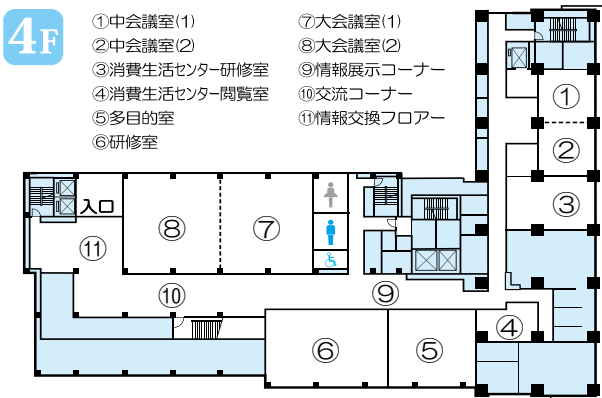 4F
①中会議室(1)
②中会議室(2)
③消費生活センター研修室
④消費生活センター閲覧室
⑤多目的室
⑥研修室
⑦大会議室(1)
⑧大会議室(2)
⑨情報展示コーナー
⑩交流コーナー
⑪情報交換フロアー
①
②
③
入口
⑧
⑦
⑪
⑩
⑨
④
⑥
⑤